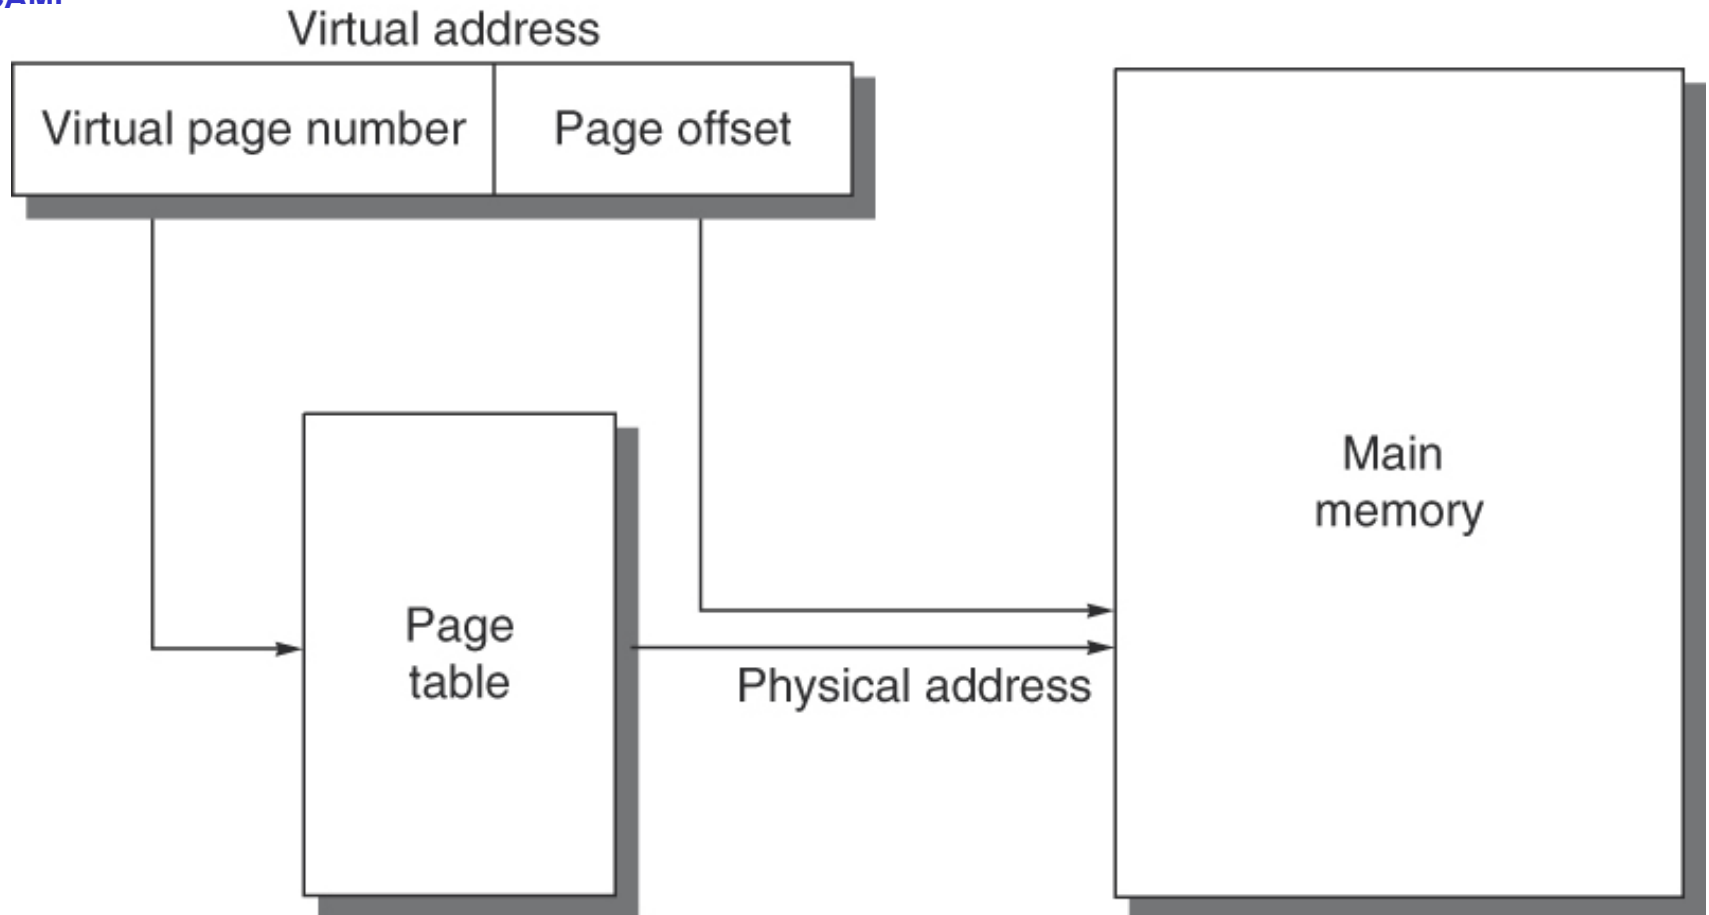 Virtual address
Virtual page number
Page offset
Main
memory
Page
table
Physical address